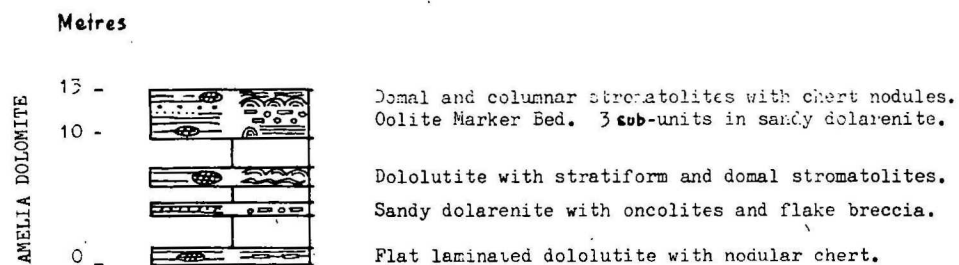 Metres
AMELIA DOLOMITE
13
Domal and columnar stromatolites with chert nodules.
10
Oolite Marker Bed. 3 sub-units in sandy dolarenite.
Dololutite with stratiform and domal stromatolites.
Sandy dolarenite with oncolites and flake breccia.
0
Flat laminated dololutite with nodular chert.